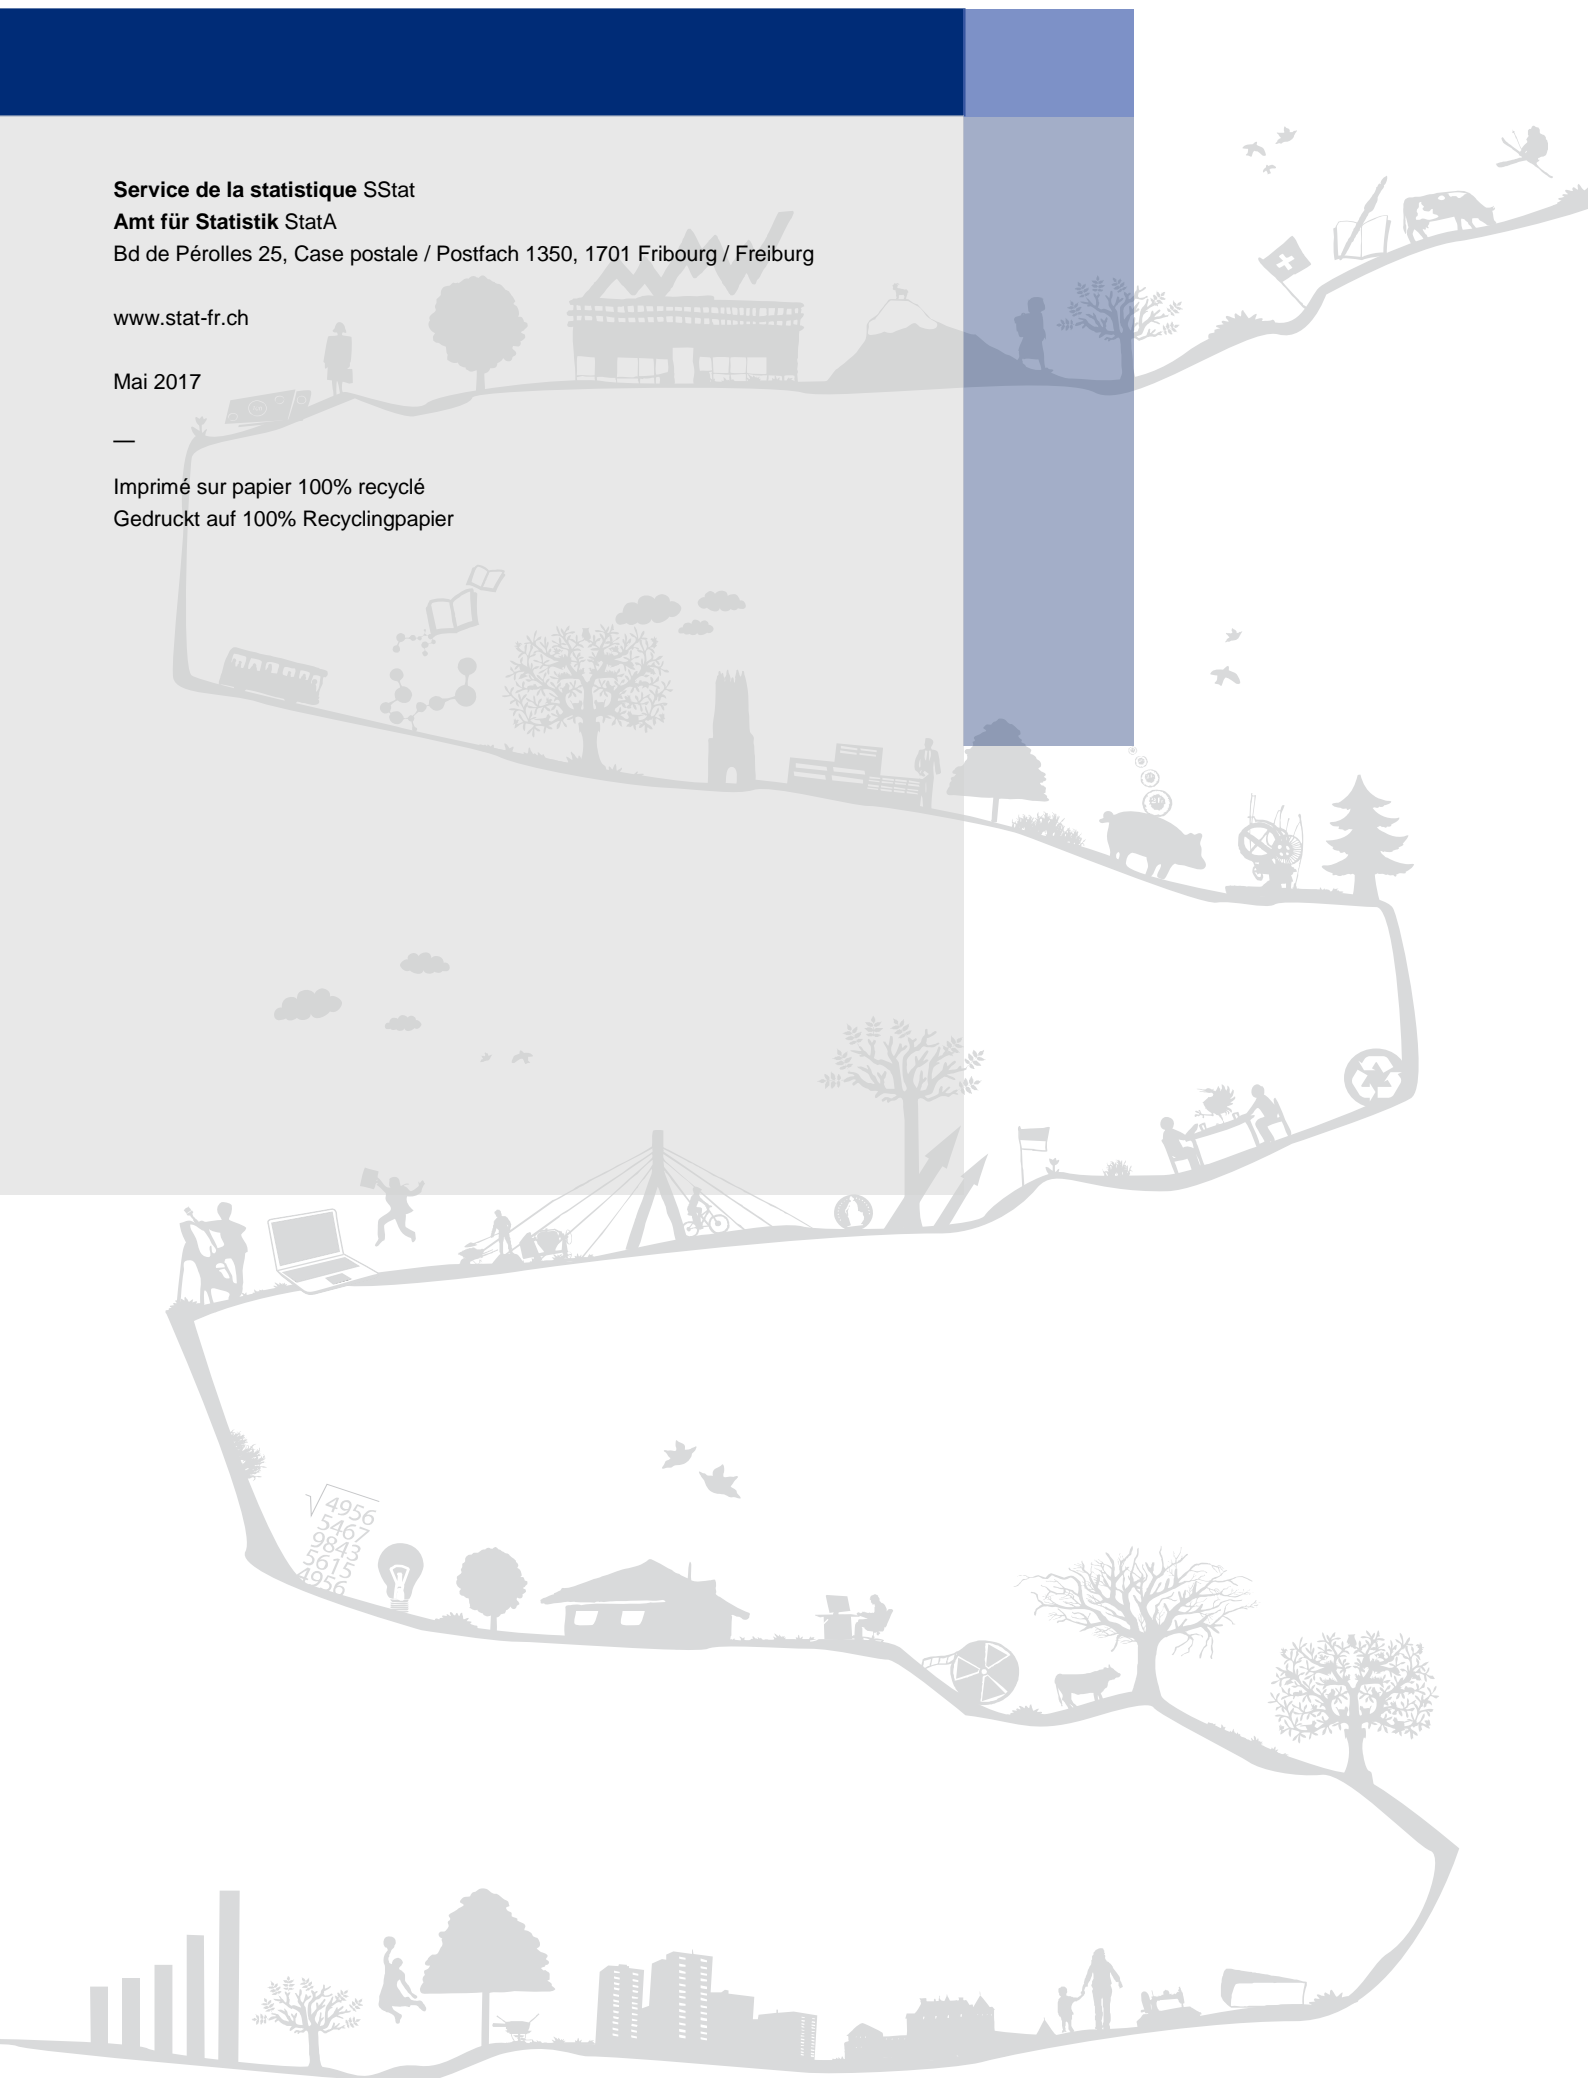 Service de la statistique SStat
Amt für Statistik StatA
Bd de Pérolles 25, Case postale / Postfach 1350, 1701 Fribourg / Freiburg
www.stat-fr.ch
Mai 2017
—
Imprimé sur papier 100% recyclé
Gedruckt auf 100% Recyclingpapier
4956
5467
9843
5615
4956